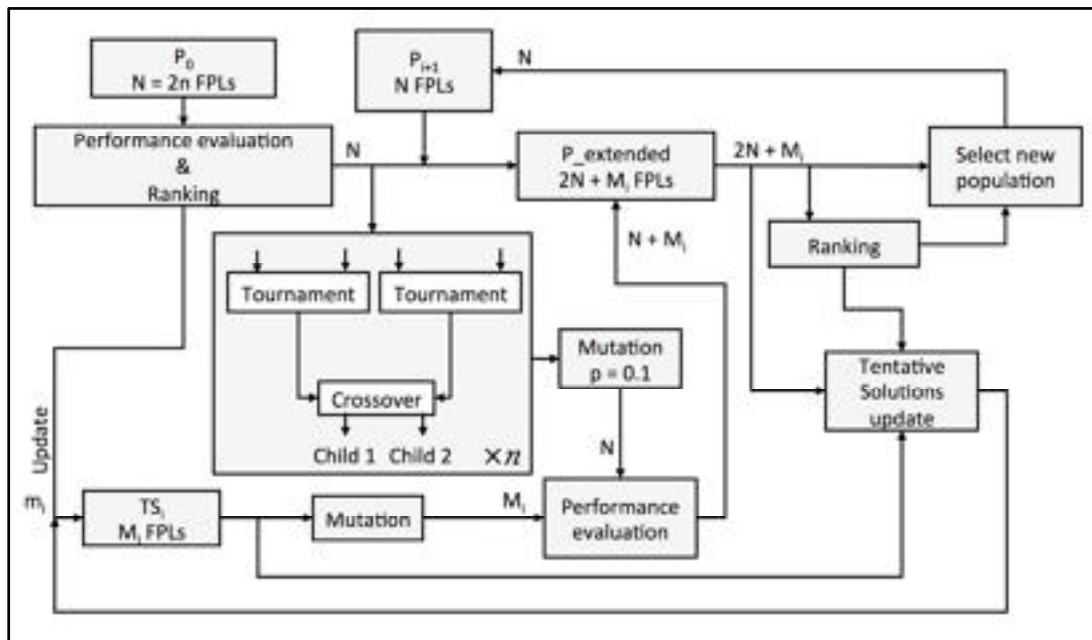 P0
N = 2n FPLs
Pi+1
N FPLs
N
Performance evaluation
&
Ranking
N
P_extended
2N + Mi FPLs
2N + Mi
Select new
population
N + Mi
Ranking
Tournament
Tournament
Mutation
p = 0.1
Tentative
Solutions
update
Crossover
Child 1
Child 2
×n
N
Update
mi
TSi
Mi FPLs
Mutation
Mi
Performance
evaluation